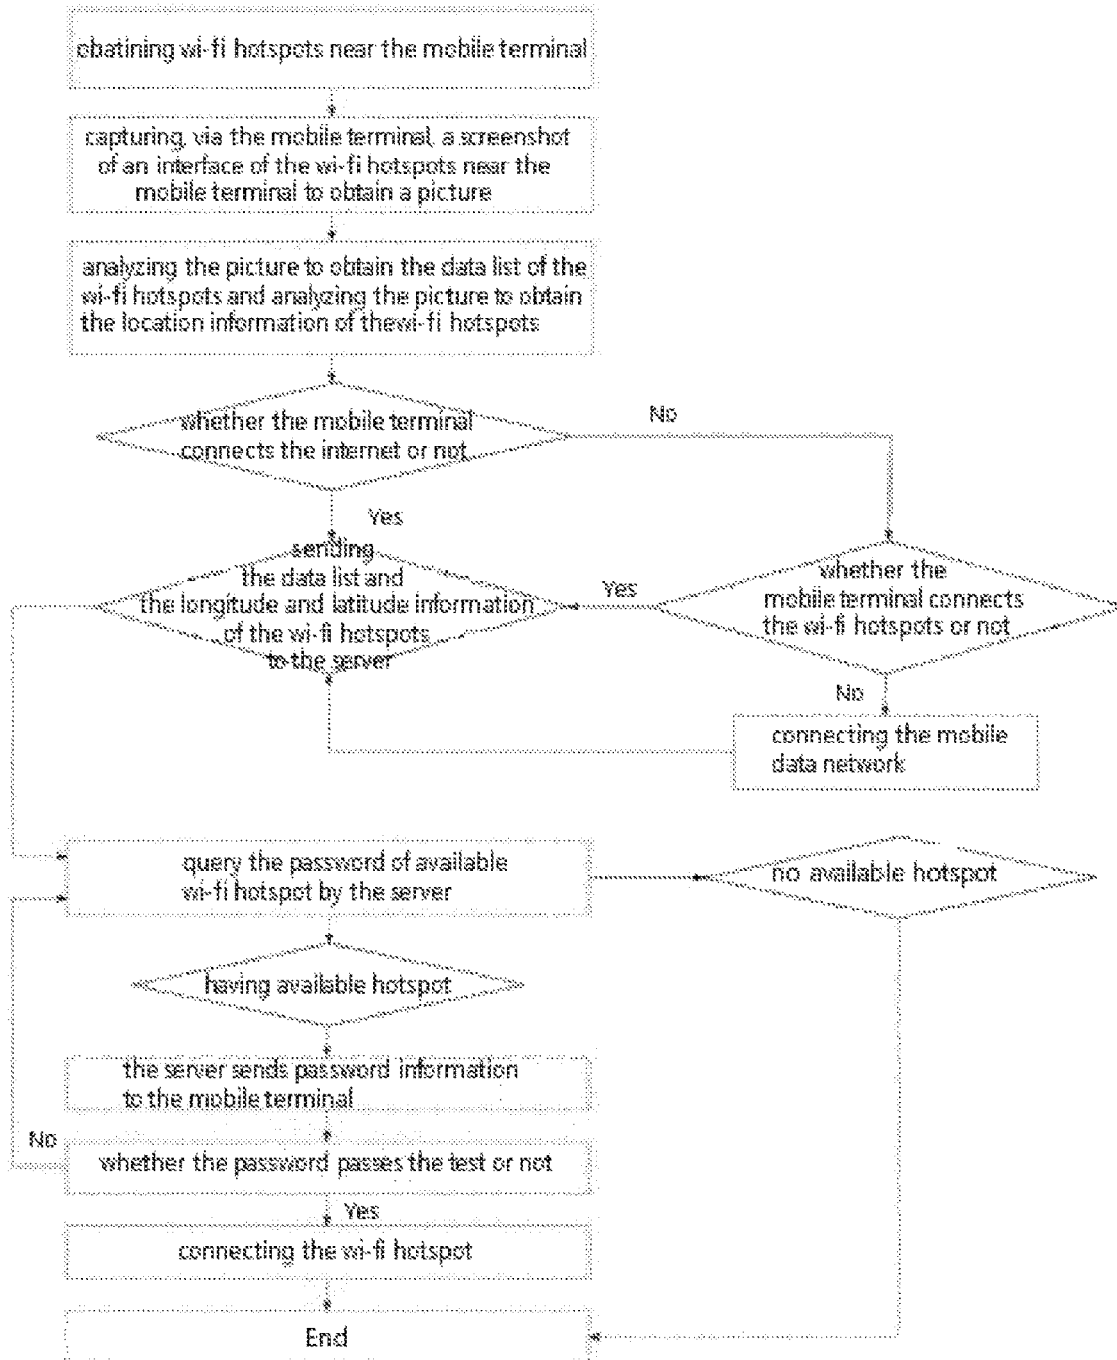 obatining wi-fi hotspots near the mobile terminal
capturing, via the mobile terminal, a screenshot
of an interface of the wi-fi hotspots near the
mobile terminal to obtain a picture
analyzing the picture to obtain the data list of the
wi-fi hotspots and analyzing the picture to obtain
the location information of thewi-fi hotspots
whether the mobile terminal
connects the internet or not
No
Yes
sending
the data list and
the longitude and latitude information
of the wi-fi hotspots
to the server
Yes
whether the
mobile terminal connects
the wi-fi hotspots or not
No
connecting the mobile
data network
query the password of available
wi-fi hotspot by the server
no available hotspot
having available hotspot
the server sends password information
to the mobile terminal
No
whether the password passes the test or not
Yes
connecting the wi-fi hotspot
End